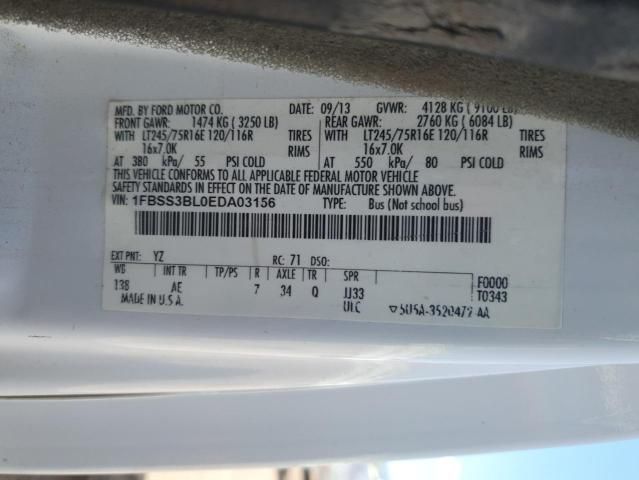 MFD. BY FORD MOTOR CO. DATE: 09/13 GVWR: 4128 KG ( 9100 LB)
FRONT GAWR: 1474 KG ( 3250 LB) REAR GAWR: 2760 KG ( 6084 LB)
WITH LT245/75R16E 120/116R TIRES WITH LT245/75R16E 120/116R TIRES
16x7.0K RIMS 16x7.0K RIMS
AT 380 kPa/ 55 PSI COLD AT 550 kPa/ 80 PSI COLD
THIS VEHICLE CONFORMS TO ALL APPLICABLE FEDERAL MOTOR VEHICLE
SAFETY STANDARDS IN EFFECT ON THE DATE OF MANUFACTURE SHOWN ABOVE.
VIN: 1FBSS3BL0EDA03156 TYPE: Bus (Not school bus)
EXT PNT: YZ RC: 71 DSO:
WB INT TR TP/PS R AXLE TR SPR F0000
138 AE 7 34 Q JJ33 T0343
MADE IN U.S.A. ULC ▽5U5A-3520472-AA